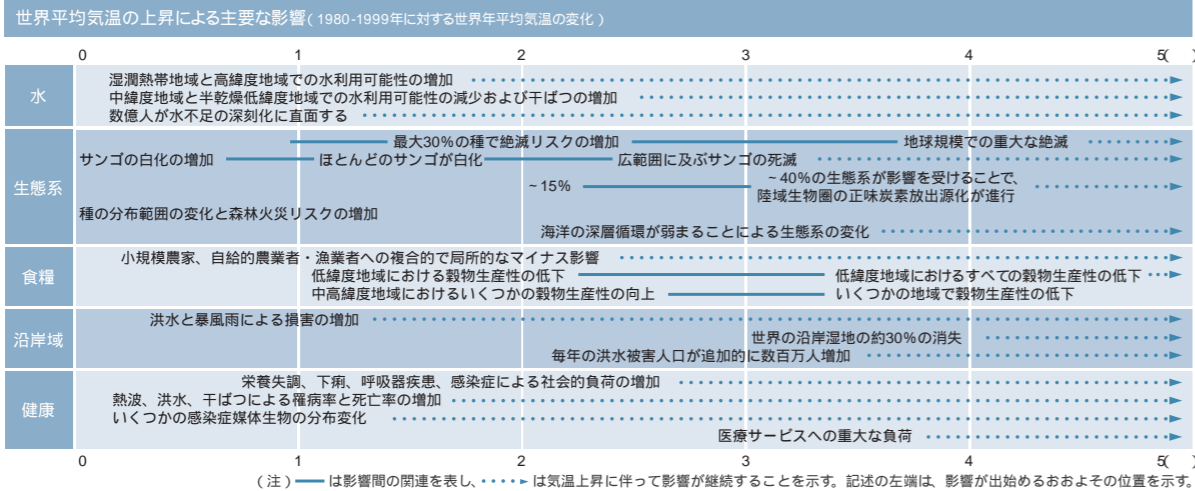 世界平均気温の上昇による主要な影響(1980-1999年に対する世界年平均気温の変化)
0 1 2 3 4 5( )
水
湿潤熱帯地域と高緯度地域での水利用可能性の増加
中緯度地域と半乾燥低緯度地域での水利用可能性の減少および干ばつの増加
数億人が水不足の深刻化に直面する
生態系
最大30%の種で絶滅リスクの増加 地球規模での重大な絶滅
サンゴの白化の増加 ほとんどのサンゴが白化 広範囲に及ぶサンゴの死滅
~15% ~40%の生態系が影響を受けることで、
陸域生物圏の正味炭素放出源化が進行
種の分布範囲の変化と森林火災リスクの増加
海洋の深層循環が弱まることによる生態系の変化
食糧
小規模農家、自給的農業者・漁業者への複合的で局所的なマイナス影響
低緯度地域における穀物生産性の低下 低緯度地域におけるすべての穀物生産性の低下
中高緯度地域におけるいくつかの穀物生産性の向上 いくつかの地域で穀物生産性の低下
沿岸域
洪水と暴風雨による損害の増加
世界の沿岸湿地の約30%の消失
毎年の洪水被害人口が追加的に数百万人増加
健康
栄養失調、下痢、呼吸器疾患、感染症による社会的負荷の増加
熱波、洪水、干ばつによる罹病率と死亡率の増加
いくつかの感染症媒体生物の分布変化
医療サービスへの重大な負荷
0 1 2 3 4 5( )
(注) は影響間の関連を表し、 は気温上昇に伴って影響が継続することを示す。記述の左端は、影響が出始めるおおよその位置を示す。